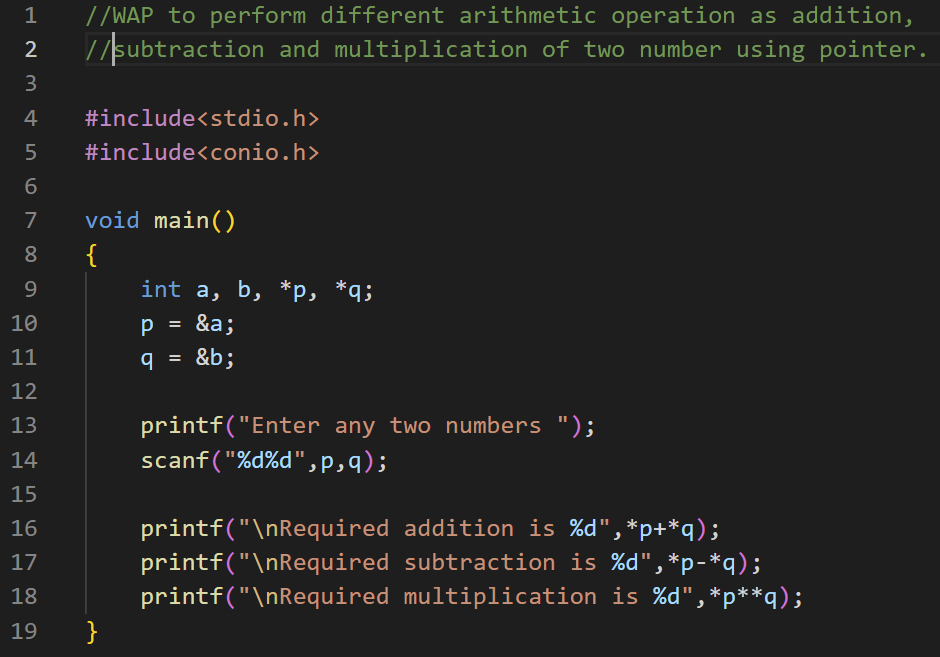 1 //WAP to perform different arithmetic operation as addition,
2 //subtraction and multiplication of two number using pointer.
3
4 #include<stdio.h>
5 #include<conio.h>
6
7 void main()
8 {
9     int a, b, *p, *q;
10     p = &a;
11     q = &b;
12
13     printf("Enter any two numbers ");
14     scanf("%d%d",p,q);
15
16     printf("\nRequired addition is %d",*p+*q);
17     printf("\nRequired subtraction is %d",*p-*q);
18     printf("\nRequired multiplication is %d",*p**q);
19 }